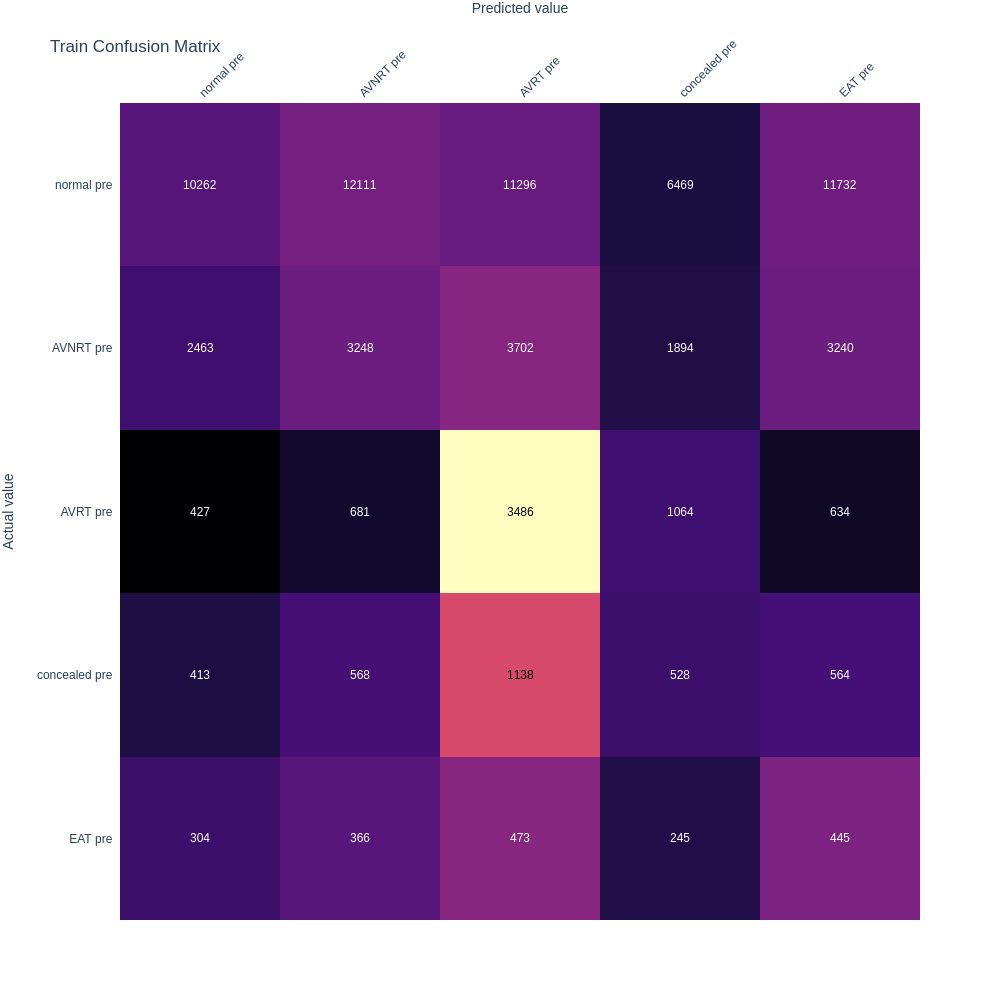 Predicted value
Train Confusion Matrix
normal pre AVNRT pre AVRT pre concealed pre EAT pre
normal pre 10262 12111 11296 6469 11732
AVNRT pre 2463 3248 3702 1894 3240
AVRT pre 427 681 3486 1064 634
Actual value
concealed pre 413 568 1138 528 564
EAT pre 304 366 473 245 445